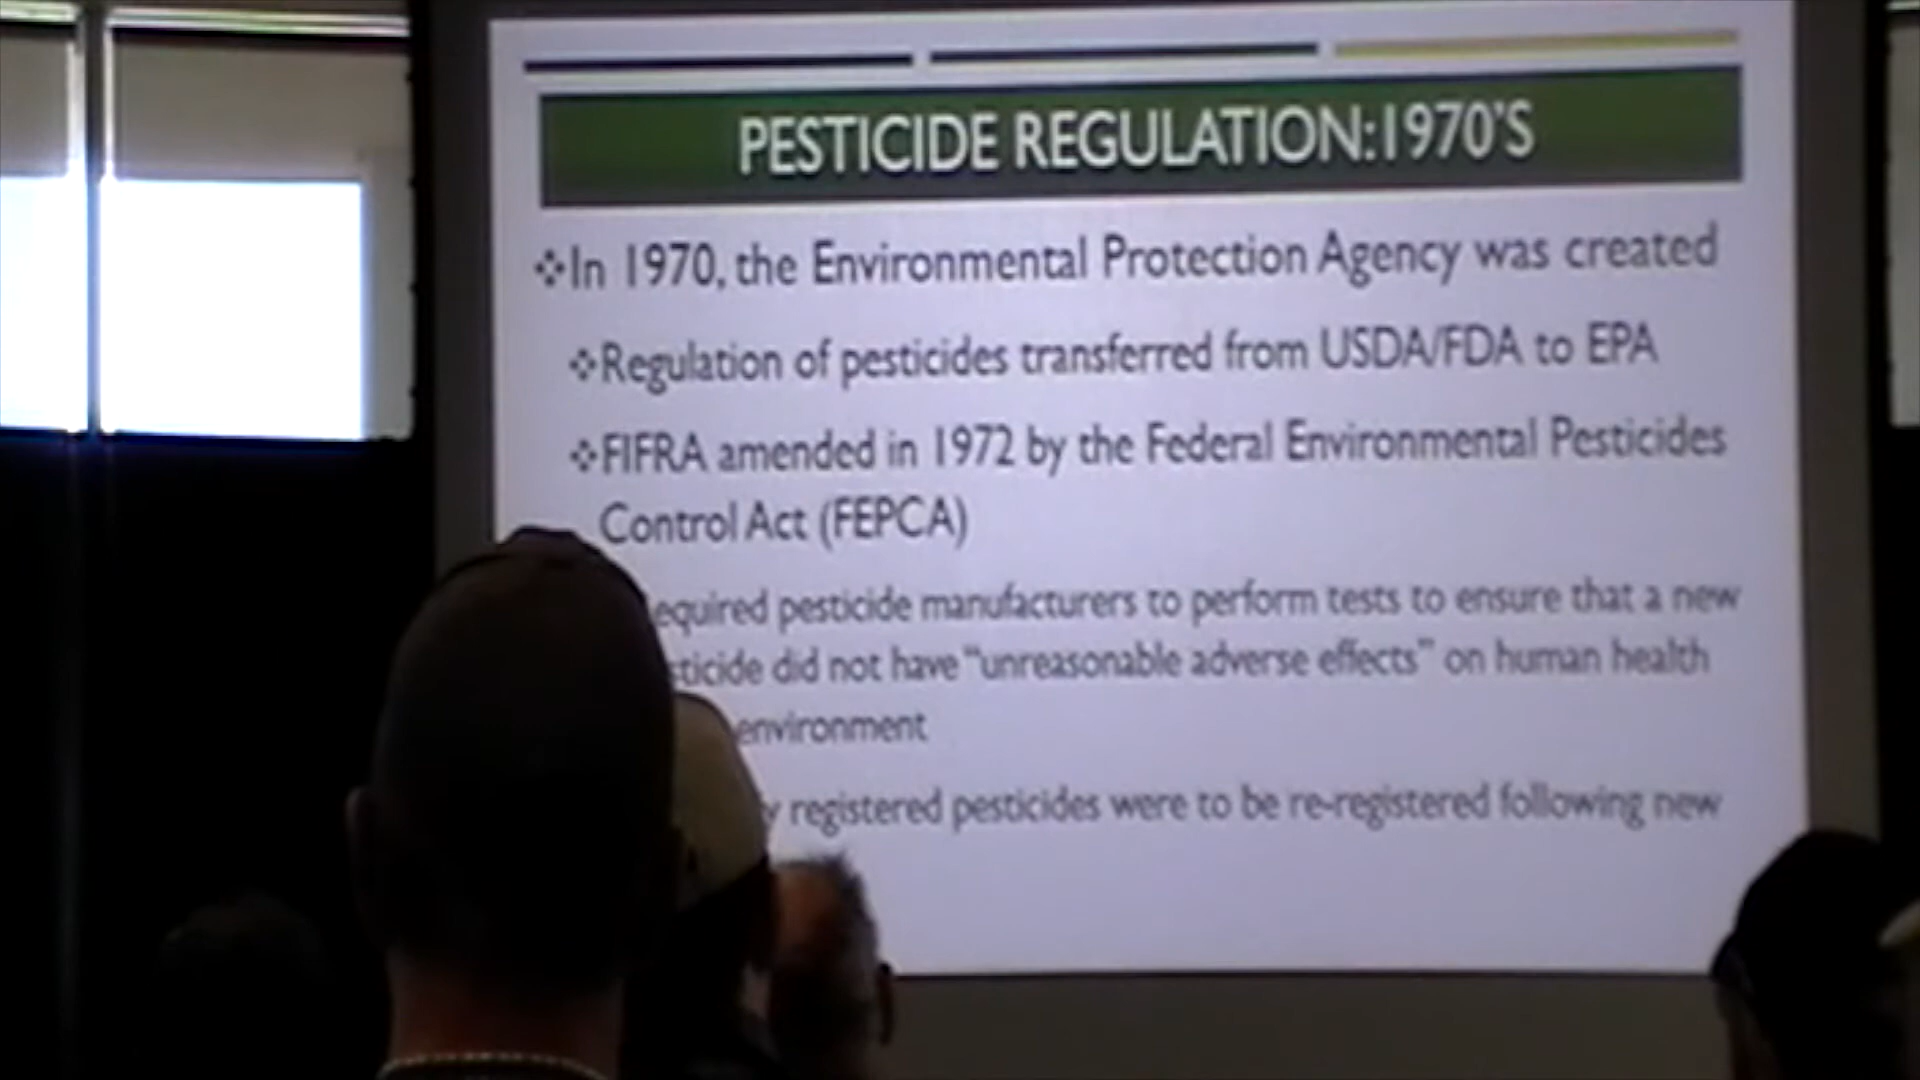 PESTICIDE REGULATION:1970'S
❖In 1970, the Environmental Protection Agency was created
❖Regulation of pesticides transferred from USDA/FDA to EPA
❖FIFRA amended in 1972 by the Federal Environmental Pesticides
Control Act (FEPCA)
equired pesticide manufacturers to perform tests to ensure that a new
sticide did not have "unreasonable adverse effects" on human health
environment
y registered pesticides were to be re-registered following new